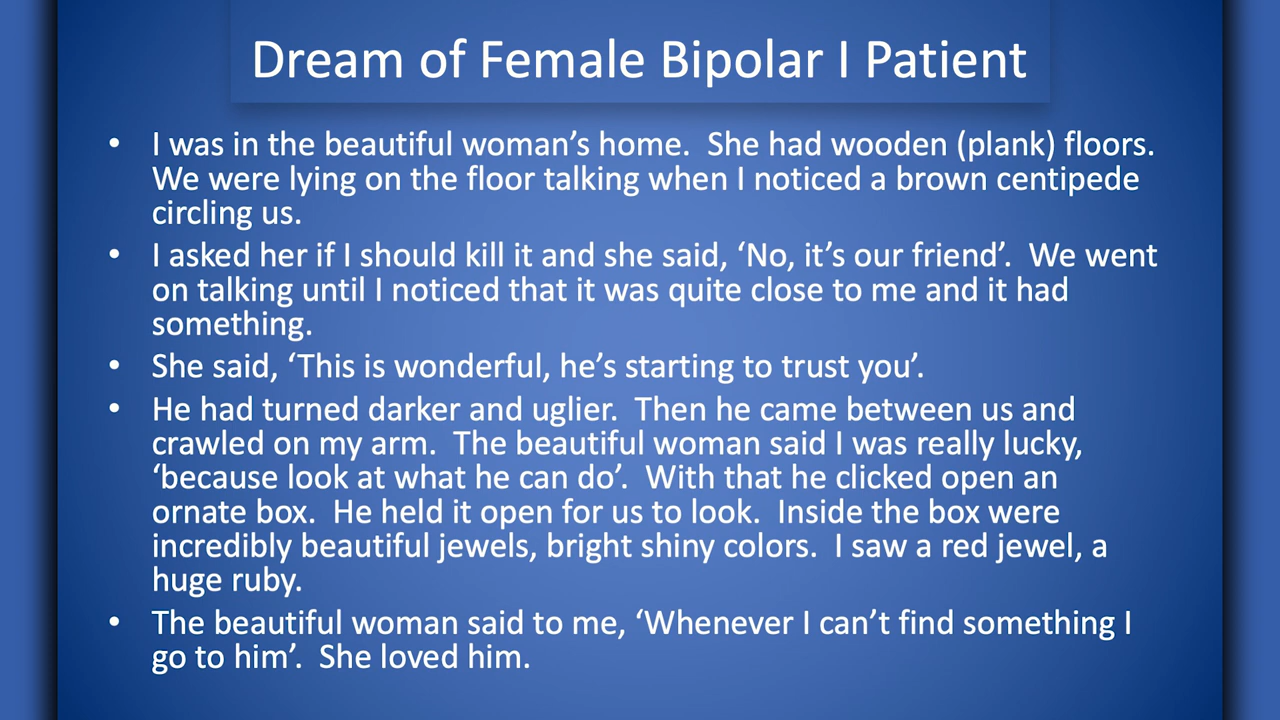 Dream of Female Bipolar I Patient
• I was in the beautiful woman’s home.  She had wooden (plank) floors.
We were lying on the floor talking when I noticed a brown centipede
circling us.
• I asked her if I should kill it and she said, ‘No, it’s our friend’.  We went
on talking until I noticed that it was quite close to me and it had
something.
• She said, ‘This is wonderful, he’s starting to trust you’.
• He had turned darker and uglier.  Then he came between us and
crawled on my arm.  The beautiful woman said I was really lucky,
‘because look at what he can do’.  With that he clicked open an
ornate box.  He held it open for us to look.  Inside the box were
incredibly beautiful jewels, bright shiny colors.  I saw a red jewel, a
huge ruby.
• The beautiful woman said to me, ‘Whenever I can’t find something I
go to him’.  She loved him.